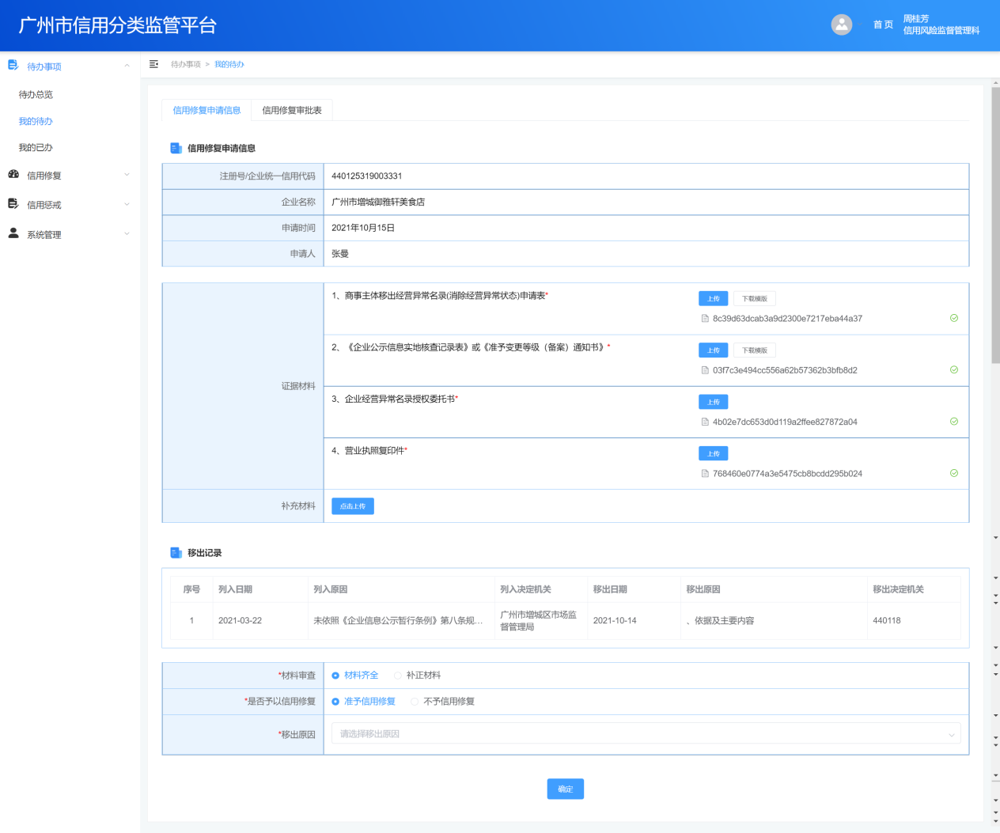 广州市信用分类监管平台
首页
周桂芳
信用风险监督管理科
待办事项
待办总览
我的待办
我的已办
信用修复
信用惩戒
系统管理
待办事项 > 我的待办
信用修复申请信息 信用修复审批表
信用修复申请信息
注册号/企业统一信用代码 440125319003331
企业名称 广州市增城御雅轩美食店
申请时间 2021年10月15日
申请人 张曼
证据材料
1、商事主体移出经营异常名录(消除经营异常状态)申请表* 上传 下载模版
8c39d63dcab3a9d2300e7217eba44a37
2、《企业公示信息实地核查记录表》或《准予变更等级（备案）通知书》* 上传 下载模版
03f7c3e494cc556a62b57362b3bfb8d2
3、企业经营异常名录授权委托书* 上传
4b02e7dc653d0d119a2ffee827872a04
4、营业执照复印件* 上传
768460e0774a3e5475cb8bcdd295b024
补充材料 点击上传
移出记录
序号 列入日期 列入原因 列入决定机关 移出日期 移出原因 移出决定机关
1 2021-03-22 未依照《企业信息公示暂行条例》第八条规... 广州市增城区市场监督管理局 2021-10-14 、依据及主要内容 440118
*材料审查 材料齐全 补正材料
*是否予以信用修复 准予信用修复 不予信用修复
*移出原因 请选择移出原因
确定